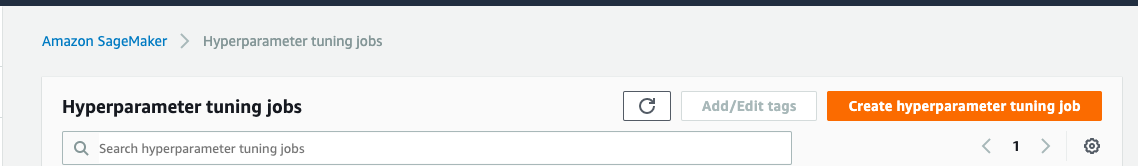 Amazon SageMaker Hyperparameter tuning jobs
Hyperparameter tuning jobs
Add/Edit tags
Create hyperparameter tuning job
Search hyperparameter tuning jobs
1